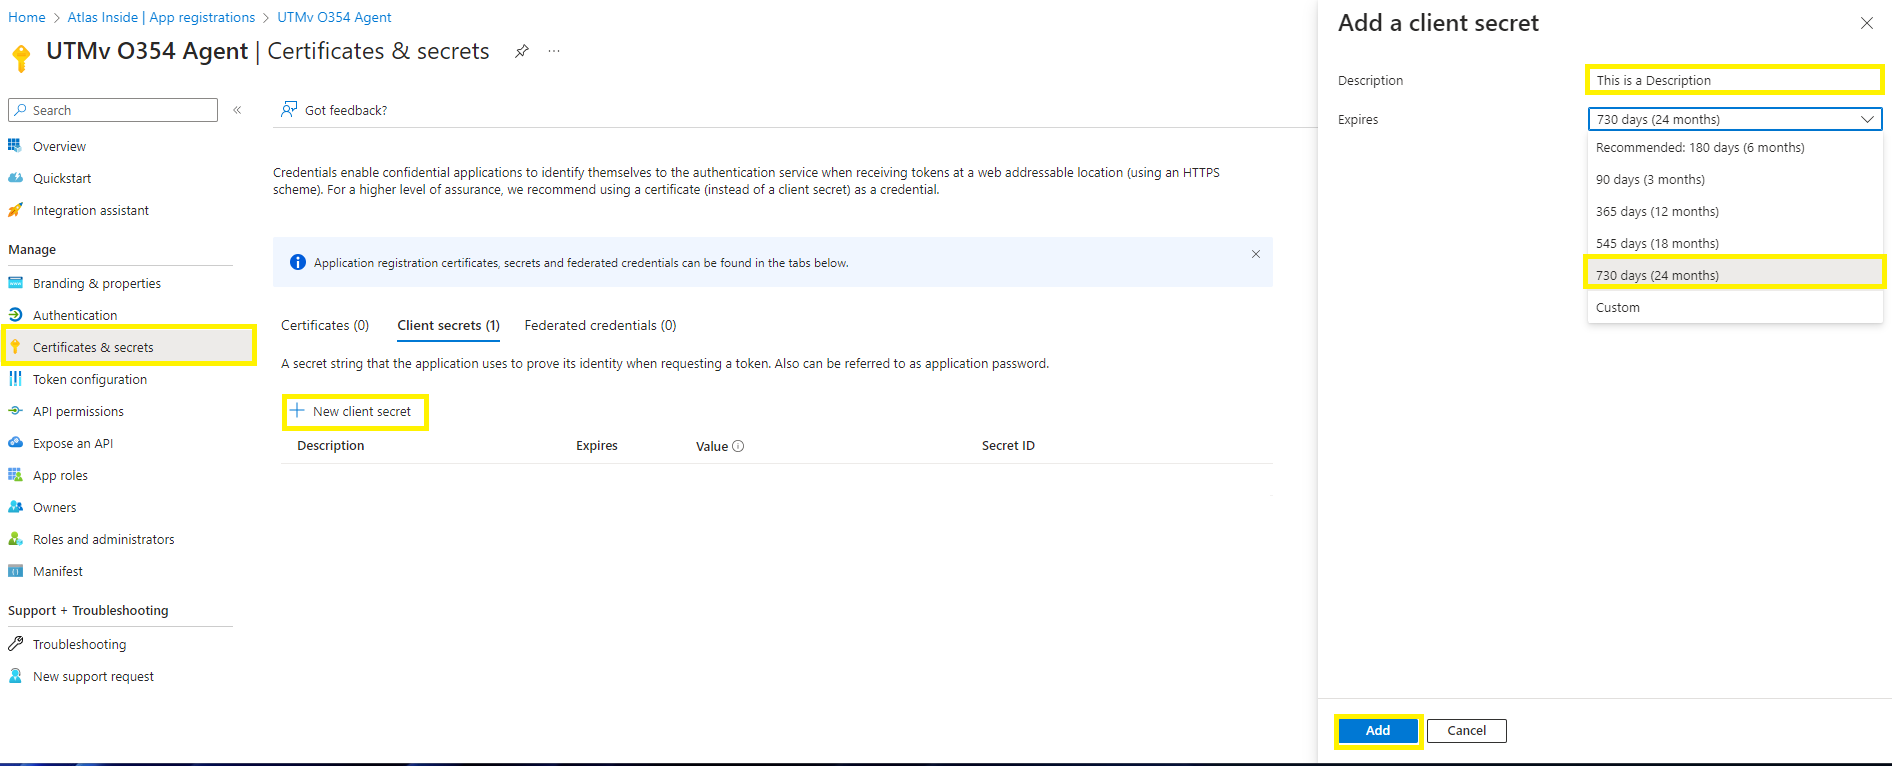 Home > Atlas Inside | App registrations > UTMv O354 Agent
UTMv O354 Agent | Certificates & secrets
Search
Overview
Quickstart
Integration assistant
Manage
Branding & properties
Authentication
Certificates & secrets
Token configuration
API permissions
Expose an API
App roles
Owners
Roles and administrators
Manifest
Support + Troubleshooting
Troubleshooting
New support request
Got feedback?
Credentials enable confidential applications to identify themselves to the authentication service when receiving tokens at a web addressable location (using an HTTPS
scheme). For a higher level of assurance, we recommend using a certificate (instead of a client secret) as a credential.
Application registration certificates, secrets and federated credentials can be found in the tabs below.
Certificates (0) Client secrets (1) Federated credentials (0)
A secret string that the application uses to prove its identity when requesting a token. Also can be referred to as application password.
New client secret
Description Expires Value Secret ID
Add a client secret
Description This is a Description
Expires 730 days (24 months)
Recommended: 180 days (6 months)
90 days (3 months)
365 days (12 months)
545 days (18 months)
730 days (24 months)
Custom
Add Cancel